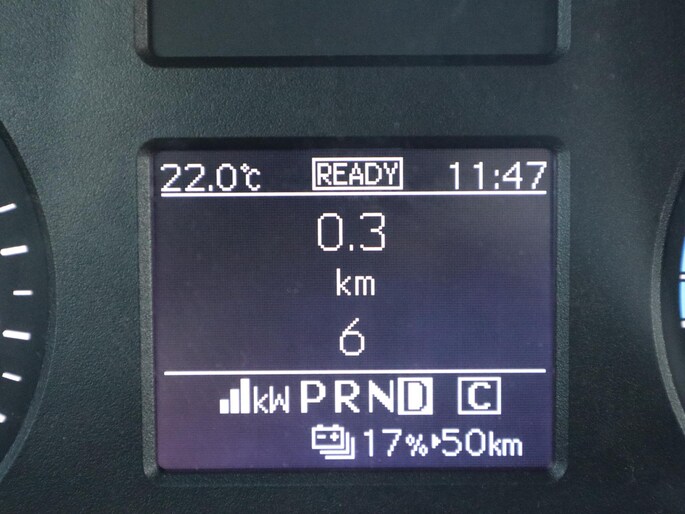 22.0℃ READY 11:47
0.3
km
6
kW P R N D C
17%▸50km